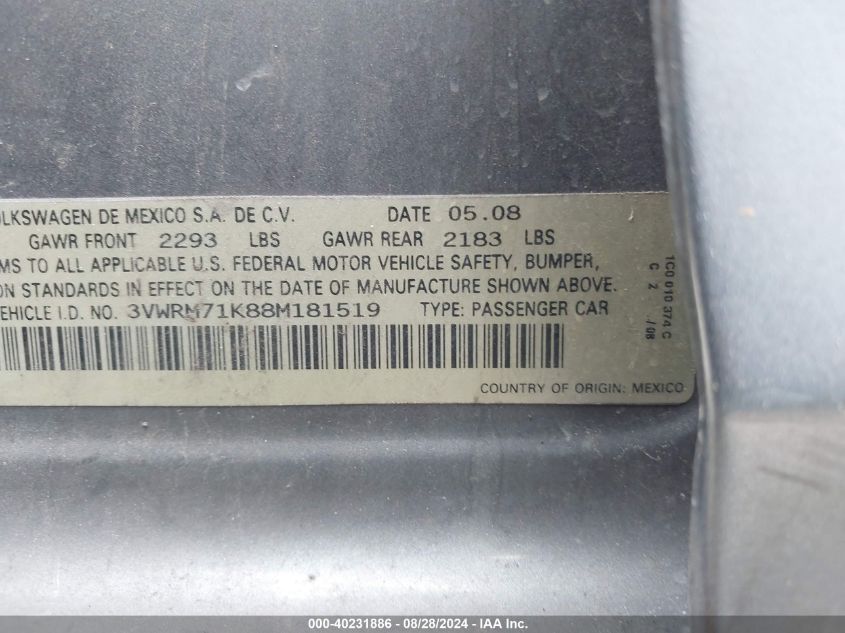 OLKSWAGEN DE MEXICO S.A. DE C.V. DATE 05.08
GAWR FRONT 2293 LBS GAWR REAR 2183 LBS
MS TO ALL APPLICABLE U.S. FEDERAL MOTOR VEHICLE SAFETY, BUMPER,
ON STANDARDS IN EFFECT ON THE DATE OF MANUFACTURE SHOWN ABOVE.
EHICLE I.D. NO. 3VWRM71K88M181519 TYPE: PASSENGER CAR
COUNTRY OF ORIGIN: MEXICO
1C0 010 374 C
C 2 /08
000-40231886 - 08/28/2024 - IAA Inc.